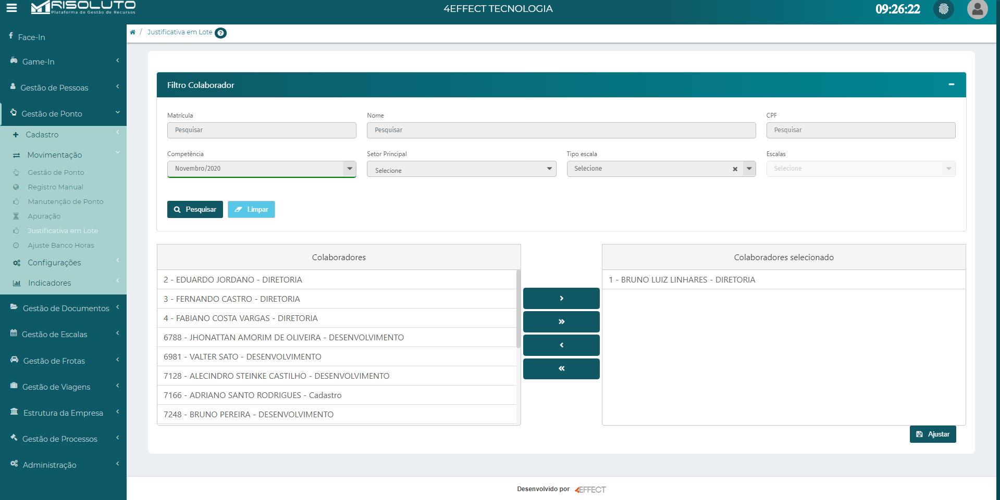 RISOLUTO
Plataforma de Gestão de Recursos
4EFFECT TECNOLOGIA
09:26:22
Face-In
Game-In
Gestão de Pessoas
Gestão de Ponto
Cadastro
Movimentação
Gestão de Ponto
Registro Manual
Manutenção de Ponto
Apuração
Justificativa em Lote
Ajuste Banco Horas
Configurações
Indicadores
Gestão de Documentos
Gestão de Escalas
Gestão de Frotas
Gestão de Viagens
Estrutura da Empresa
Gestão de Processos
Administração
/ Justificativa em Lote ?
Filtro Colaborador
Matrícula
Pesquisar
Nome
Pesquisar
CPF
Pesquisar
Competência
Novembro/2020
Setor Principal
Selecione
Tipo escala
Selecione
Escalas
Selecione
Pesquisar
Limpar
Colaboradores
2 - EDUARDO JORDANO - DIRETORIA
3 - FERNANDO CASTRO - DIRETORIA
4 - FABIANO COSTA VARGAS - DIRETORIA
6788 - JHONATTAN AMORIM DE OLIVEIRA - DESENVOLVIMENTO
6981 - VALTER SATO - DESENVOLVIMENTO
7128 - ALECINDRO STEINKE CASTILHO - DESENVOLVIMENTO
7166 - ADRIANO SANTO RODRIGUES - Cadastro
7248 - BRUNO PEREIRA - DESENVOLVIMENTO
Colaboradores selecionado
1 - BRUNO LUIZ LINHARES - DIRETORIA
Ajustar
Desenvolvido por 4EFFECT